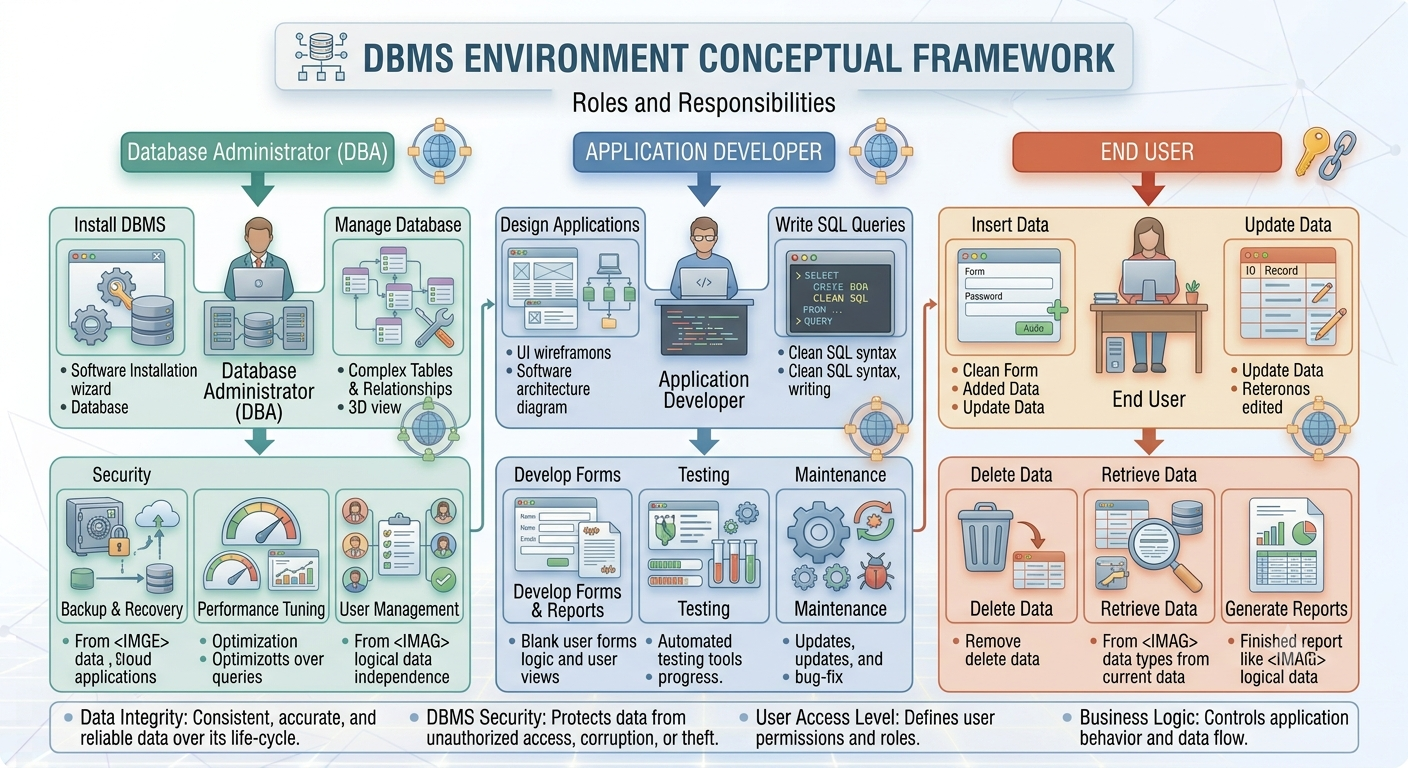 DBMS ENVIRONMENT CONCEPTUAL FRAMEWORK
Roles and Responsibilities
Database Administrator (DBA)
Install DBMS
Manage Database
• Software Installation
wizard
• Database
Database
Administrator
(DBA)
• Complex Tables
& Relationships
• 3D view
Security
Backup & Recovery
Performance Tuning
User Management
• From <IMGE>
data , cloud
applications
• Optimization
• Optimizotts over
queries
• From <IMAG>
logical data
independence
APPLICATION DEVELOPER
Design Applications
Write SQL Queries
</>
> SELECT
CLEAN SQL
FRON ...
> QUERY
• UI wireframons
• Software
architecture
diagram
Application
Developer
• Clean SQL syntax
• Clean SQL syntax,
writing
Develop Forms
Testing
Maintenance
Name
Name
Develop Forms
& Reports
Testing
Maintenance
• Blank user forms
logic and user
views
• Automated
testing tools
• progress.
• Updates,
updates, and
• bug-fix
END USER
Insert Data
Update Data
Form
Password
Audo
IO Record
• Clean Form
• Added Data
• Update Data
End User
• Update Data
• Reteronos
edited
Delete Data
Retrieve Data
Delete Data
Retrieve Data
Generate Reports
• Remove
delete data
• From <IMAG>
data types from
current data
• Finished report
like <IMAG>
logical data
• Data Integrity: Consistent, accurate, and
reliable data over its life-cycle.
• DBMS Security: Protects data from
unauthorized access, corruption, or theft.
• User Access Level: Defines user
permissions and roles.
• Business Logic: Controls application
behavior and data flow.